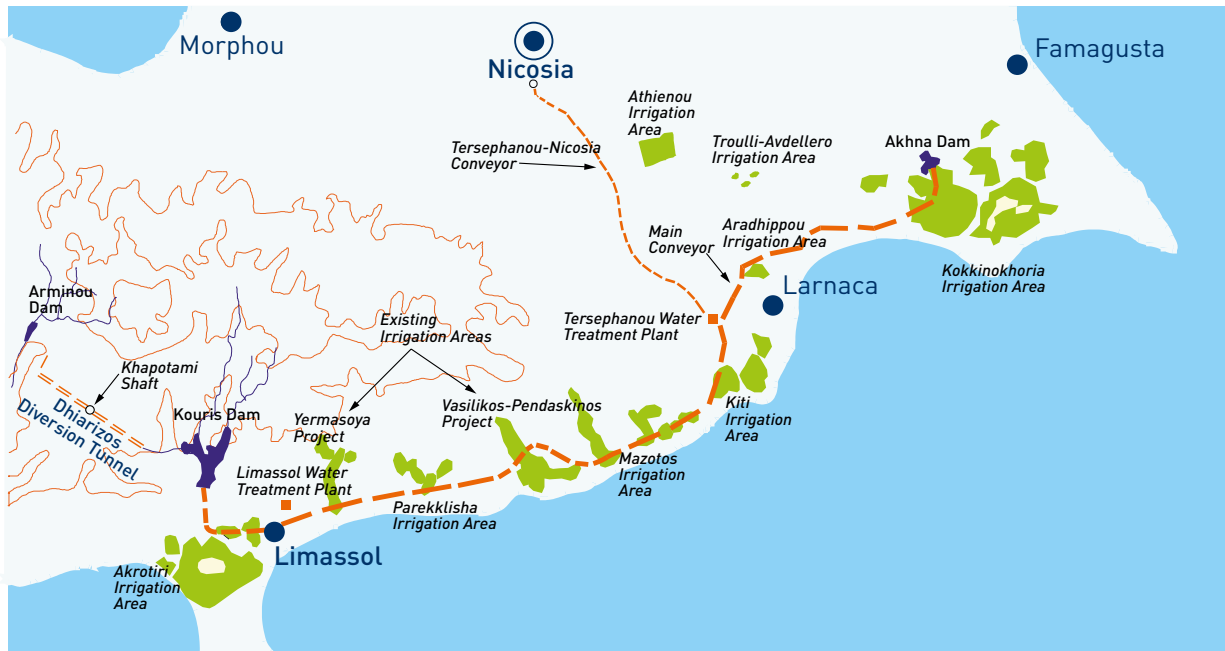 Morphou
Nicosia
Famagusta
Athienou
Irrigation
Area
Tersephanou-Nicosia
Conveyor
Troulli-Avdellero
Irrigation Area
Akhna Dam
Main
Conveyor
Aradhippou
Irrigation Area
Kokkinokhoria
Irrigation Area
Larnaca
Arminou
Dam
Existing
Irrigation Areas
Tersephanou Water
Treatment Plant
Khapotami
Shaft
Dhiarizos
Diversion Tunnel
Kouris Dam
Yermasoya
Project
Vasilikos-Pendaskinos
Project
Kiti
Irrigation
Area
Limassol Water
Treatment Plant
Mazotos
Irrigation
Area
Parekklisha
Irrigation Area
Limassol
Akrotiri
Irrigation
Area